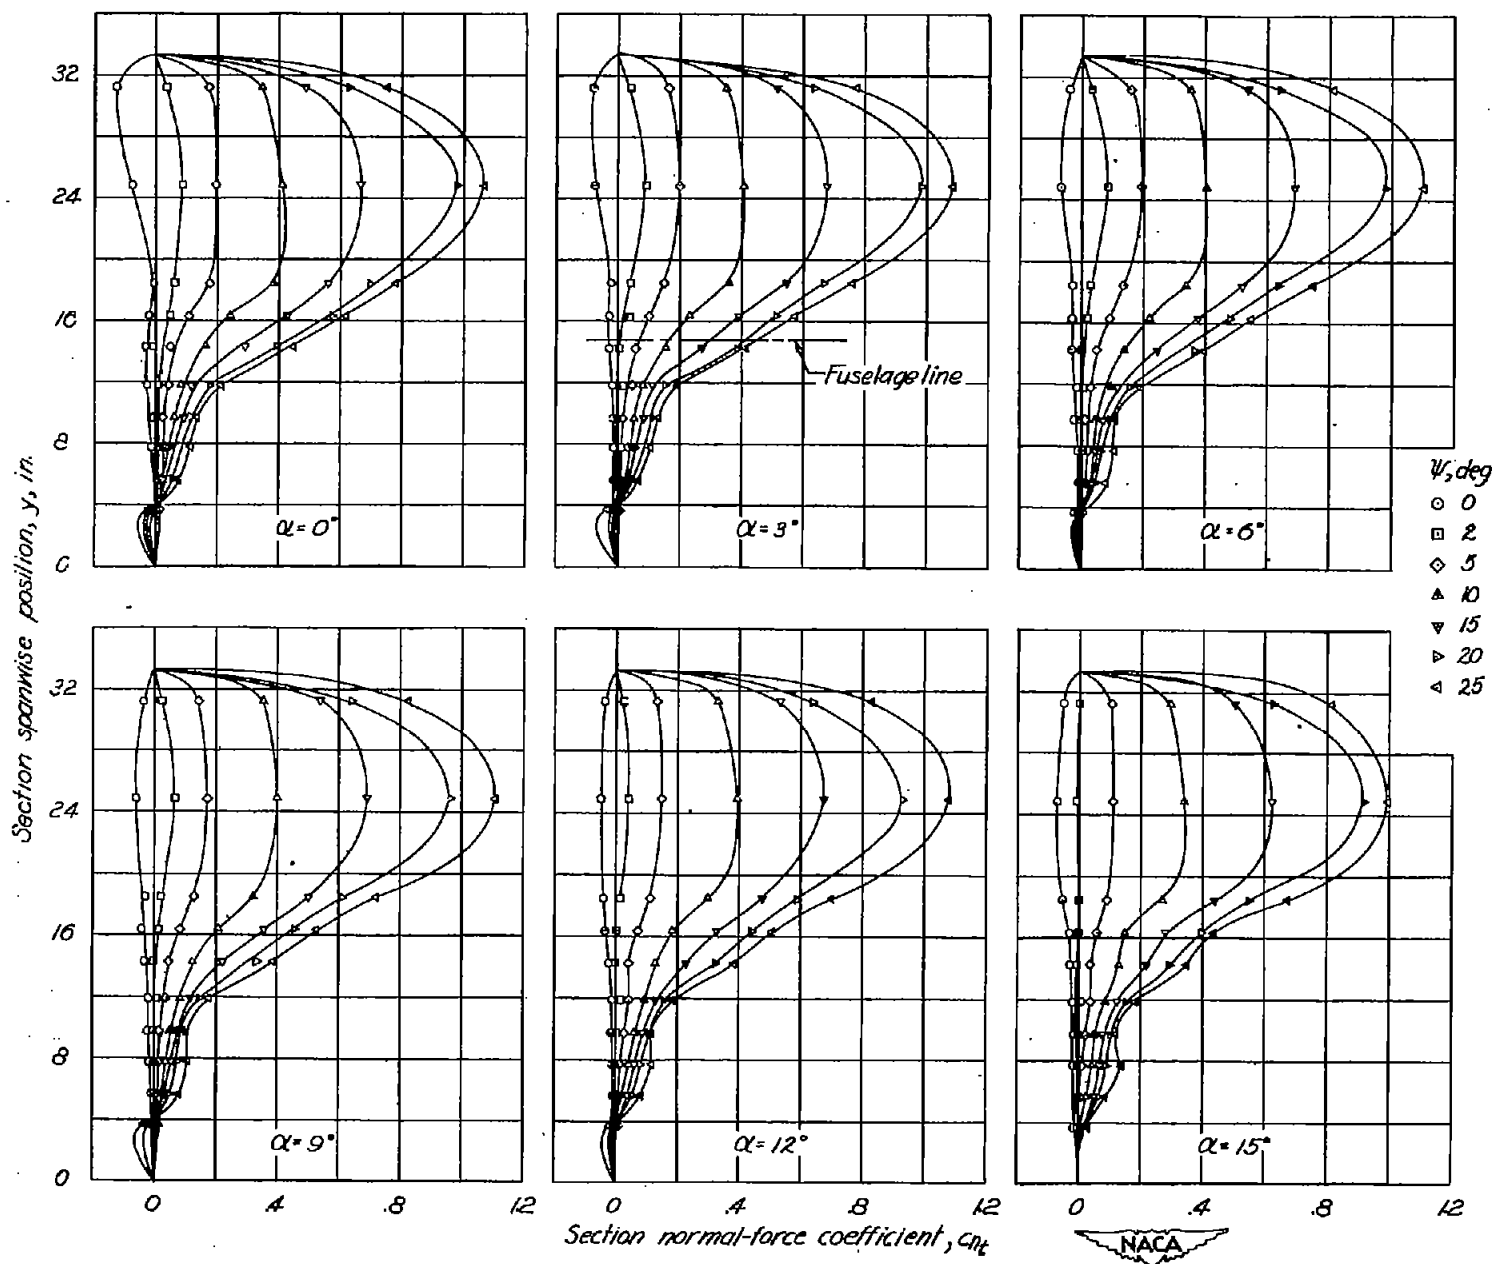 32
24
16
8
0
Section spanwise position, y, in.
α = 0°
α = 3°
Fuselage line
α = 6°
ψ, deg
0
2
5
10
15
20
25
32
24
16
8
0
α = 9°
α = 12°
α = 15°
0 .4 .8 1.2
0 .4 .8 1.2
0 .4 .8 1.2
Section normal-force coefficient, cnt
NACA